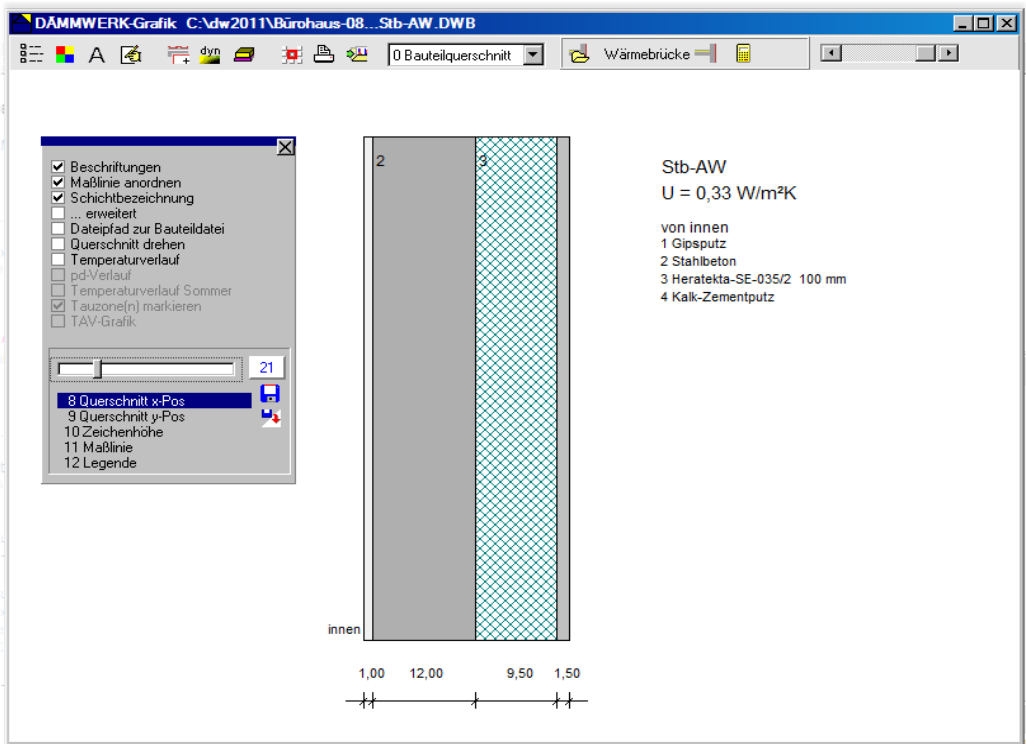 DÄMMWERK-Grafik C:\dw2011\Bürohaus-08...Stb-AW.DWB
A
dyn
0 Bauteilquerschnitt
Wärmebrücke
Beschriftungen
Maßlinie anordnen
Schichtbezeichnung
... erweitert
Dateipfad zur Bauteildatei
Querschnitt drehen
Temperaturverlauf
pd-Verlauf
Temperaturverlauf Sommer
Tauzone(n) markieren
TAV-Grafik
21
8 Querschnitt x-Pos
9 Querschnitt y-Pos
10 Zeichenhöhe
11 Maßlinie
12 Legende
2
3
innen
1,00 12,00 9,50 1,50
Stb-AW
U = 0,33 W/m²K
von innen
1 Gipsputz
2 Stahlbeton
3 Heratekta-SE-035/2 100 mm
4 Kalk-Zementputz